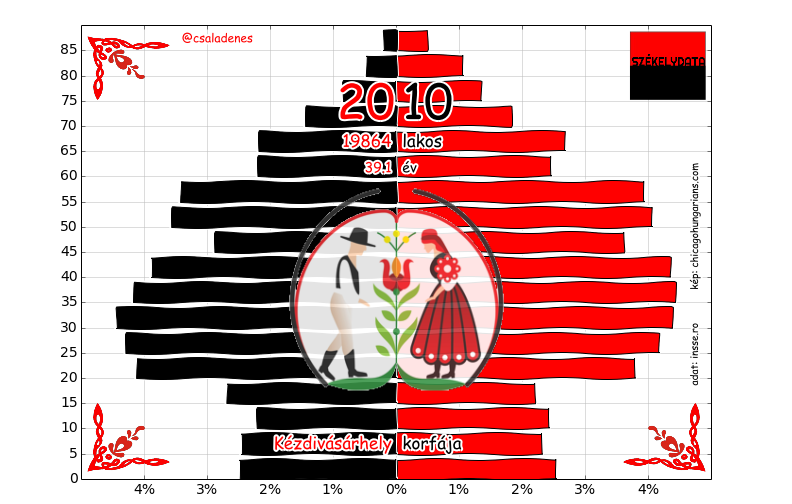 @csaladenes
SZÉKELYDATA
2010
19864 lakos
39.1 év
Kézdivásárhely korfája
kép: chicagohungarians.com
adat: insse.ro
85
80
75
70
65
60
55
50
45
40
35
30
25
20
15
10
5
0
4% 3% 2% 1% 0% 1% 2% 3% 4%